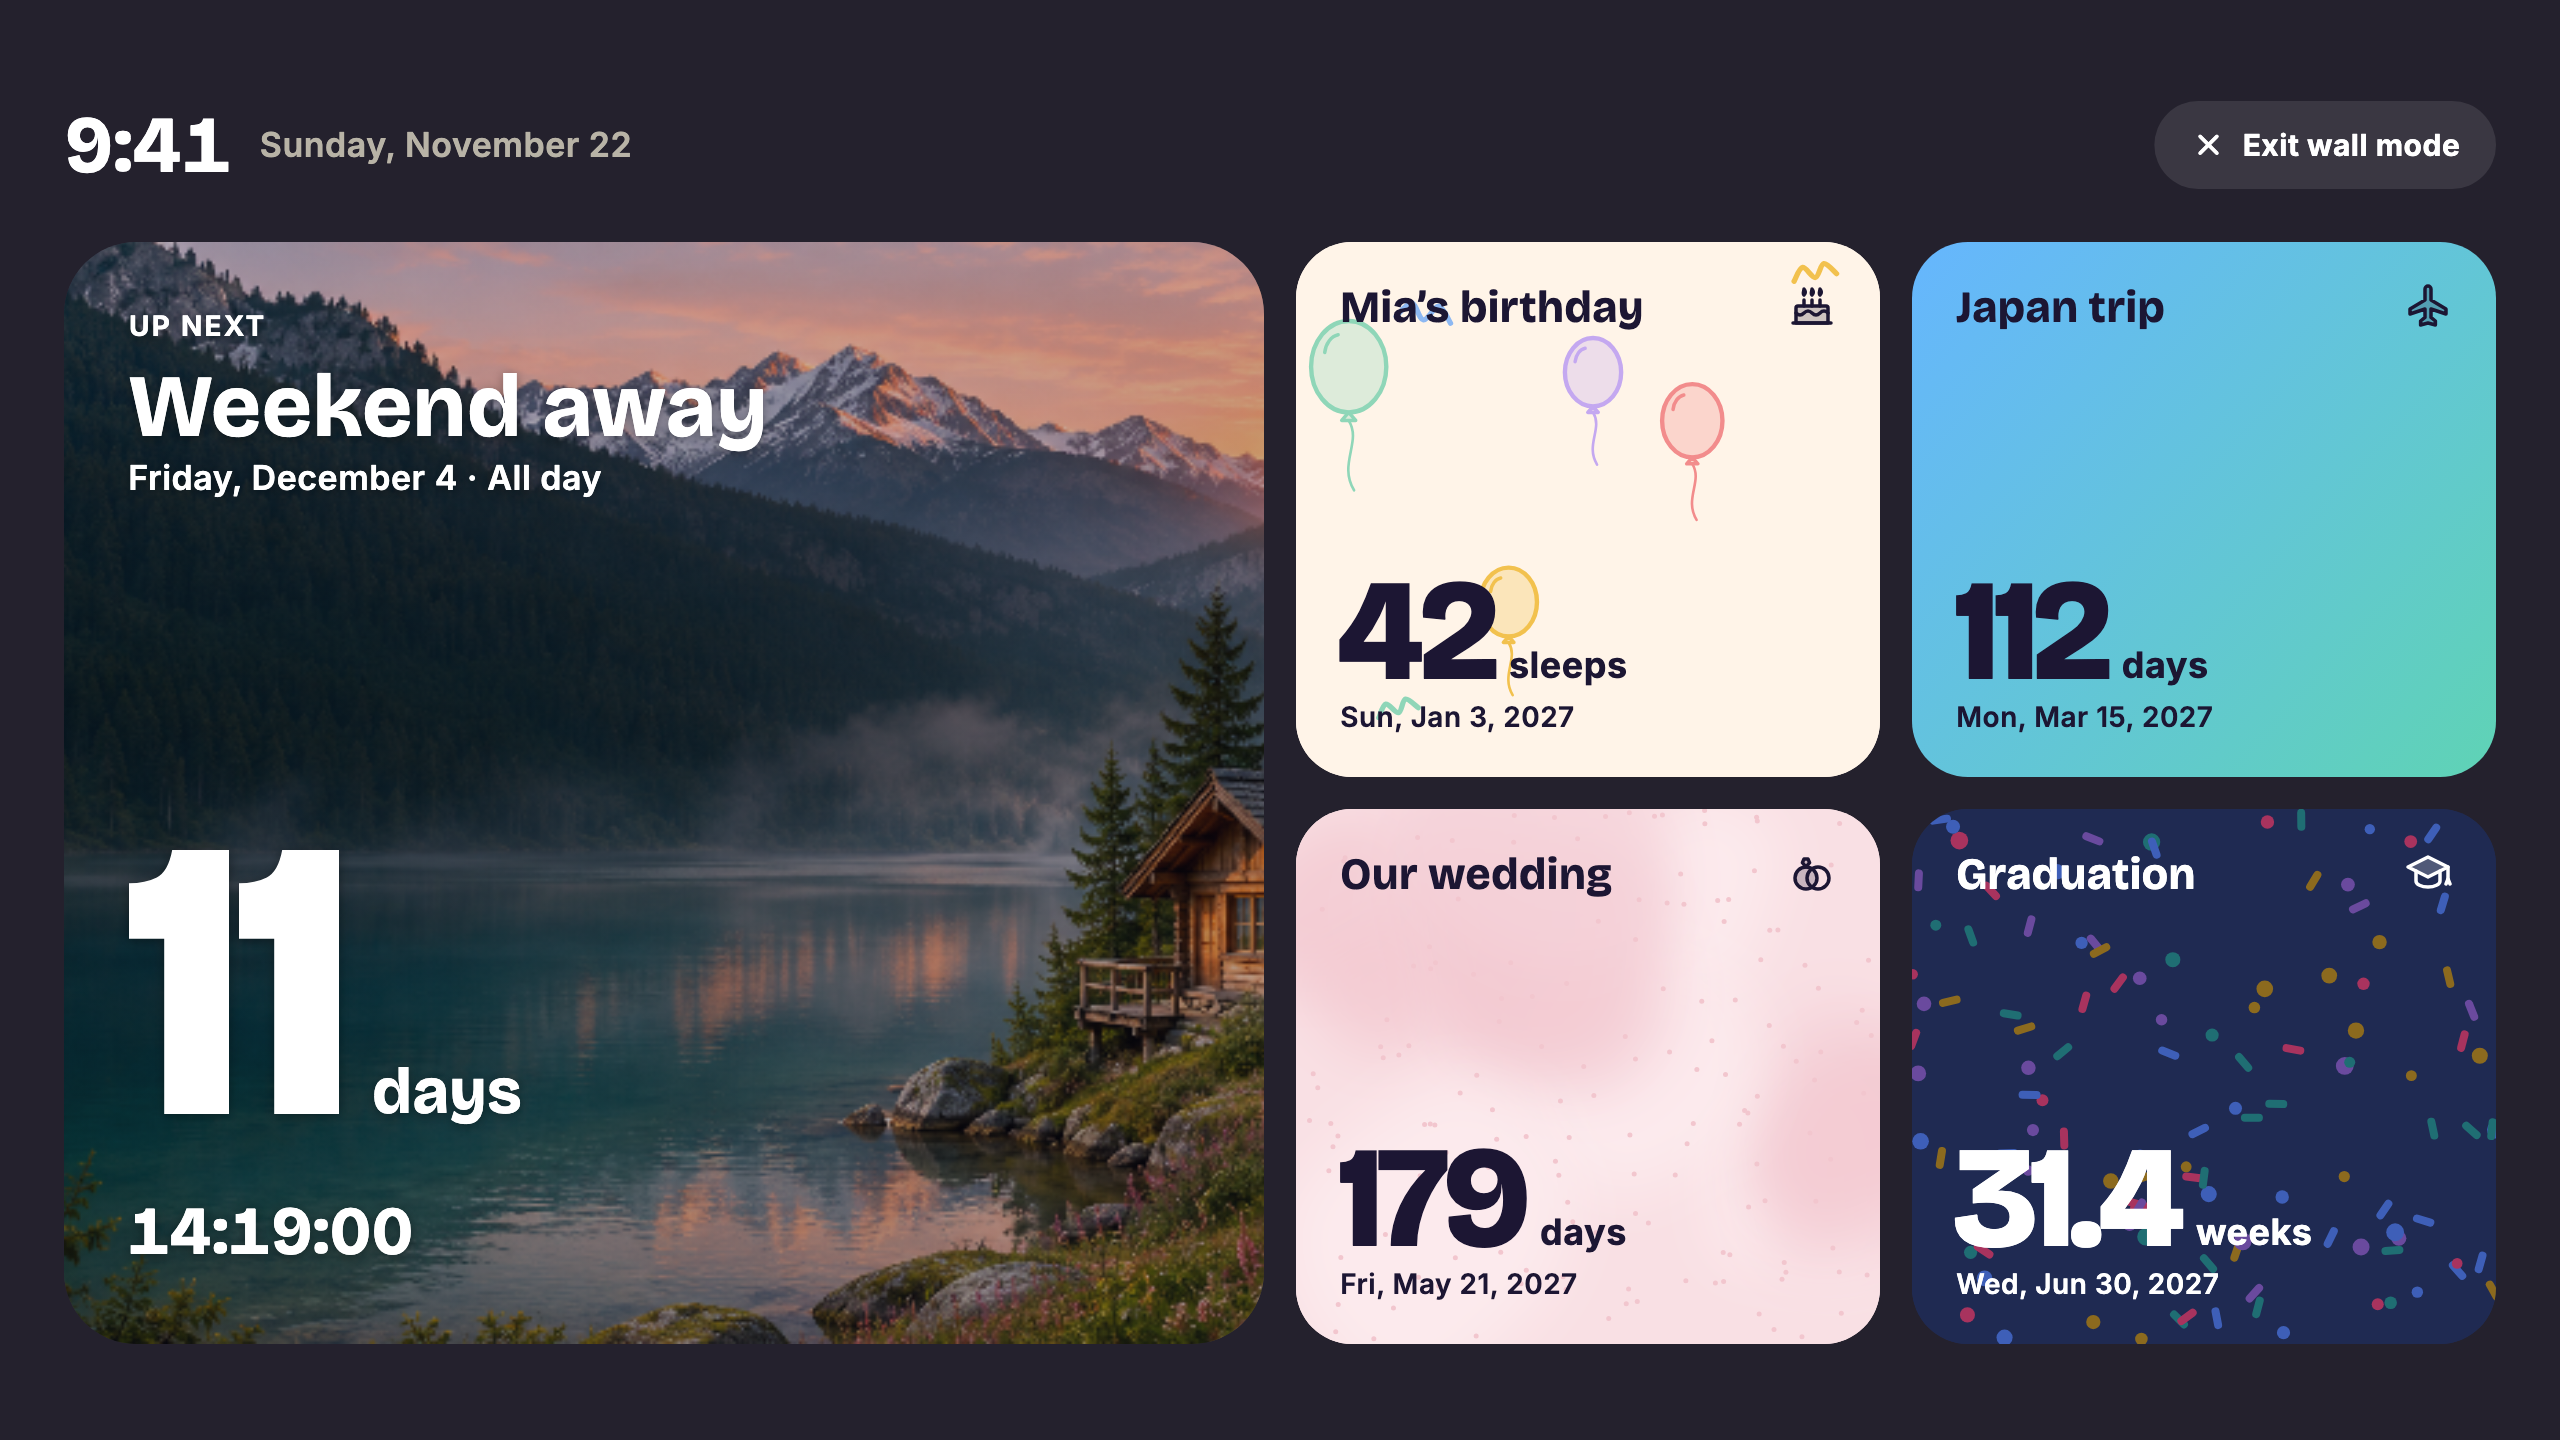 9:41
Sunday, November 22
Exit wall mode
UP NEXT
Weekend away
Friday, December 4 · All day
11 days
14:19:00
Mia's birthday
42 sleeps
Sun, Jan 3, 2027
Japan trip
112 days
Mon, Mar 15, 2027
Our wedding
179 days
Fri, May 21, 2027
Graduation
31.4 weeks
Wed, Jun 30, 2027